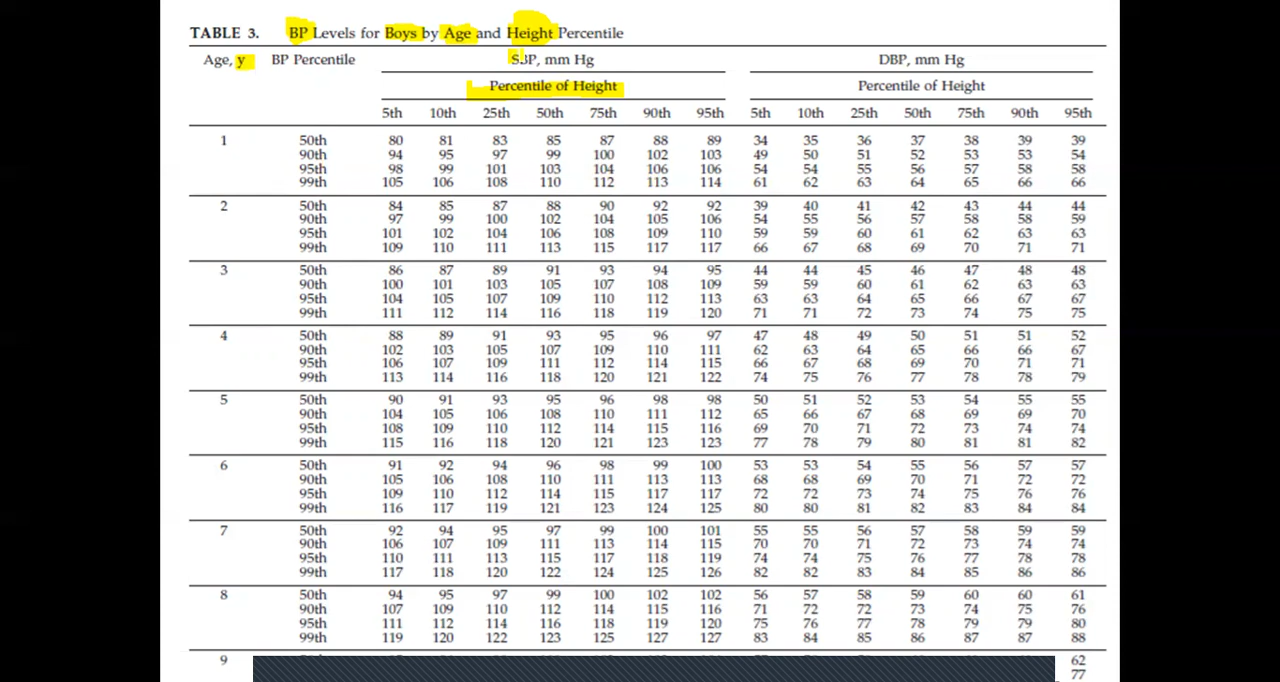 TABLE 3. BP Levels for Boys by Age and Height Percentile
Age, y BP Percentile SBP, mm Hg DBP, mm Hg
Percentile of Height Percentile of Height
5th 10th 25th 50th 75th 90th 95th 5th 10th 25th 50th 75th 90th 95th
1 50th 80 81 83 85 87 88 89 34 35 36 37 38 39 39
90th 94 95 97 99 100 102 103 49 50 51 52 53 53 54
95th 98 99 101 103 104 106 106 54 54 55 56 57 58 58
99th 105 106 108 110 112 113 114 61 62 63 64 65 66 66
2 50th 84 85 87 88 90 92 92 39 40 41 42 43 44 44
90th 97 99 100 102 104 105 106 54 55 56 57 58 58 59
95th 101 102 104 106 108 109 110 59 59 60 61 62 63 63
99th 109 110 111 113 115 117 117 66 67 68 69 70 71 71
3 50th 86 87 89 91 93 94 95 44 44 45 46 47 48 48
90th 100 101 103 105 107 108 109 59 59 60 61 62 63 63
95th 104 105 107 109 110 112 113 63 63 64 65 66 67 67
99th 111 112 114 116 118 119 120 71 71 72 73 74 75 75
4 50th 88 89 91 93 95 96 97 47 48 49 50 51 51 52
90th 102 103 105 107 109 110 111 62 63 64 65 66 66 67
95th 106 107 109 111 112 114 115 66 67 68 69 70 71 71
99th 113 114 116 118 120 121 122 74 75 76 77 78 78 79
5 50th 90 91 93 95 96 98 98 50 51 52 53 54 55 55
90th 104 105 106 108 110 111 112 65 66 67 68 69 69 70
95th 108 109 110 112 114 115 116 69 70 71 72 73 74 74
99th 115 116 118 120 121 123 123 77 78 79 80 81 81 82
6 50th 91 92 94 96 98 99 100 53 53 54 55 56 57 57
90th 105 106 108 110 111 113 113 68 68 69 70 71 72 72
95th 109 110 112 114 115 117 117 72 72 73 74 75 76 76
99th 116 117 119 121 123 124 125 80 80 81 82 83 84 84
7 50th 92 94 95 97 99 100 101 55 55 56 57 58 59 59
90th 106 107 109 111 113 114 115 70 70 71 72 73 74 74
95th 110 111 113 115 117 118 119 74 74 75 76 77 78 78
99th 117 118 120 122 124 125 126 82 82 83 84 85 86 86
8 50th 94 95 97 99 100 102 102 56 57 58 59 60 60 61
90th 107 109 110 112 114 115 116 71 72 72 73 74 75 76
95th 111 112 114 116 118 119 120 75 76 77 78 79 79 80
99th 119 120 122 123 125 127 127 83 84 85 86 87 87 88
9 62
77